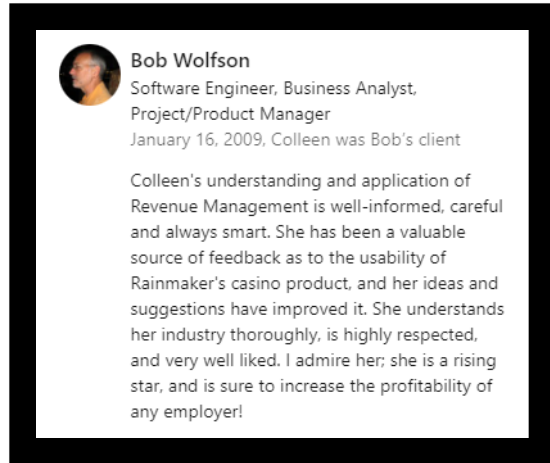 Bob Wolfson
Software Engineer, Business Analyst,
Project/Product Manager
January 16, 2009, Colleen was Bob's client
Colleen's understanding and application of
Revenue Management is well-informed, careful
and always smart. She has been a valuable
source of feedback as to the usability of
Rainmaker's casino product, and her ideas and
suggestions have improved it. She understands
her industry thoroughly, is highly respected,
and very well liked. I admire her; she is a rising
star, and is sure to increase the profitability of
any employer!